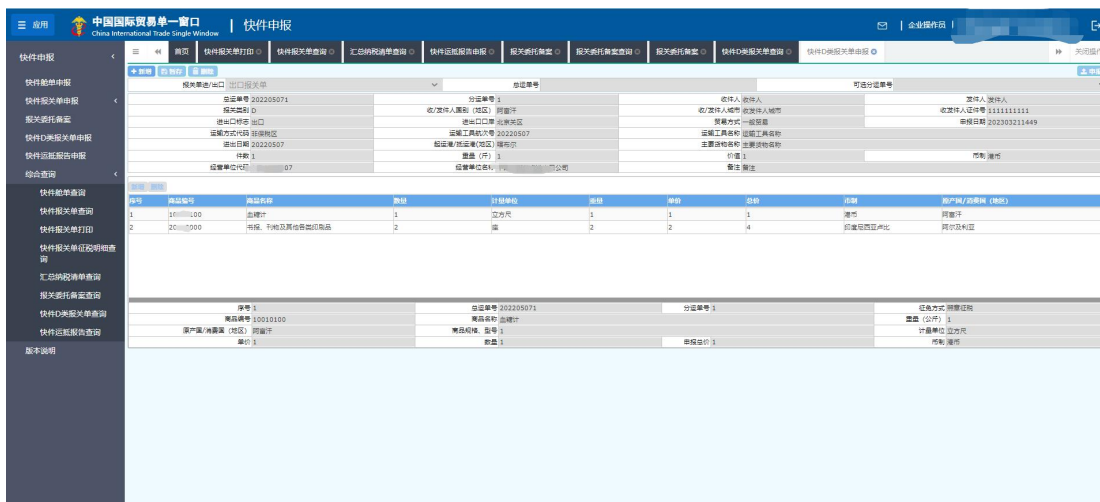 ☰ 应用 中国国际贸易单一窗口 | 快件申报 | 企业操作员 |
China International Trade Single Window
快件申报
首页 快件报关单打印 快件报关单查询 汇总纳税清单查询 快件运抵报告申报 报关委托备案 报关委托备案查询 报关委托备案 快件D类报关单查询 快件D类报关单申报 关闭操作
快件舱单申报
快件报关单申报
报关委托备案
快件D类报关单申报
快件运抵报告申报
综合查询
快件舱单查询
快件报关单查询
快件报关单打印
快件报关单征税明细查
询
汇总纳税清单查询
报关委托备案查询
快件D类报关单查询
快件运抵报告查询
版本说明
+新增 暂存 删除
报关单进/出口 出口报关单 总运单号 可选分运单号
总运单号 202205071 分运单号 1 收件人 收件人 发件人 发件人
报关类别 D 收/发件人国别（地区） 阿富汗 收/发件人城市 收发件人城市 收发件人证件号 1111111111
进出口标志 出口 进出口口岸 北京关区 贸易方式 一般贸易 申报日期 202303211449
运输方式代码 非保税区 运输工具航次号 20220507 运输工具名称 运输工具名称
进出日期 20220507 起运港/抵运港(地区) 喀布尔 主要货物名称 主要货物名称
件数 1 重量（斤） 1 价值 1 币制 港币
经营单位代码 07 经营单位名称 公司 备注 备注
新增 删除
序号 商品编号 商品名称 数量 计量单位 重量 单价 总价 币制 原产国/消费国（地区）
1 血糖计 1 立方尺 1 1 1 港币 阿富汗
2 书报、刊物及其他各类印刷品 2 座 2 2 4 印度尼西亚卢比 阿尔及利亚
序号 1 总运单号 202205071 分运单号 1 征免方式 照章征税
商品编号 10010100 商品名称 血糖计 重量（公斤） 1
原产国/消费国（地区） 阿富汗 商品规格、型号 1 计量单位 立方尺
单价 1 数量 1 申报总价 1 币制 港币